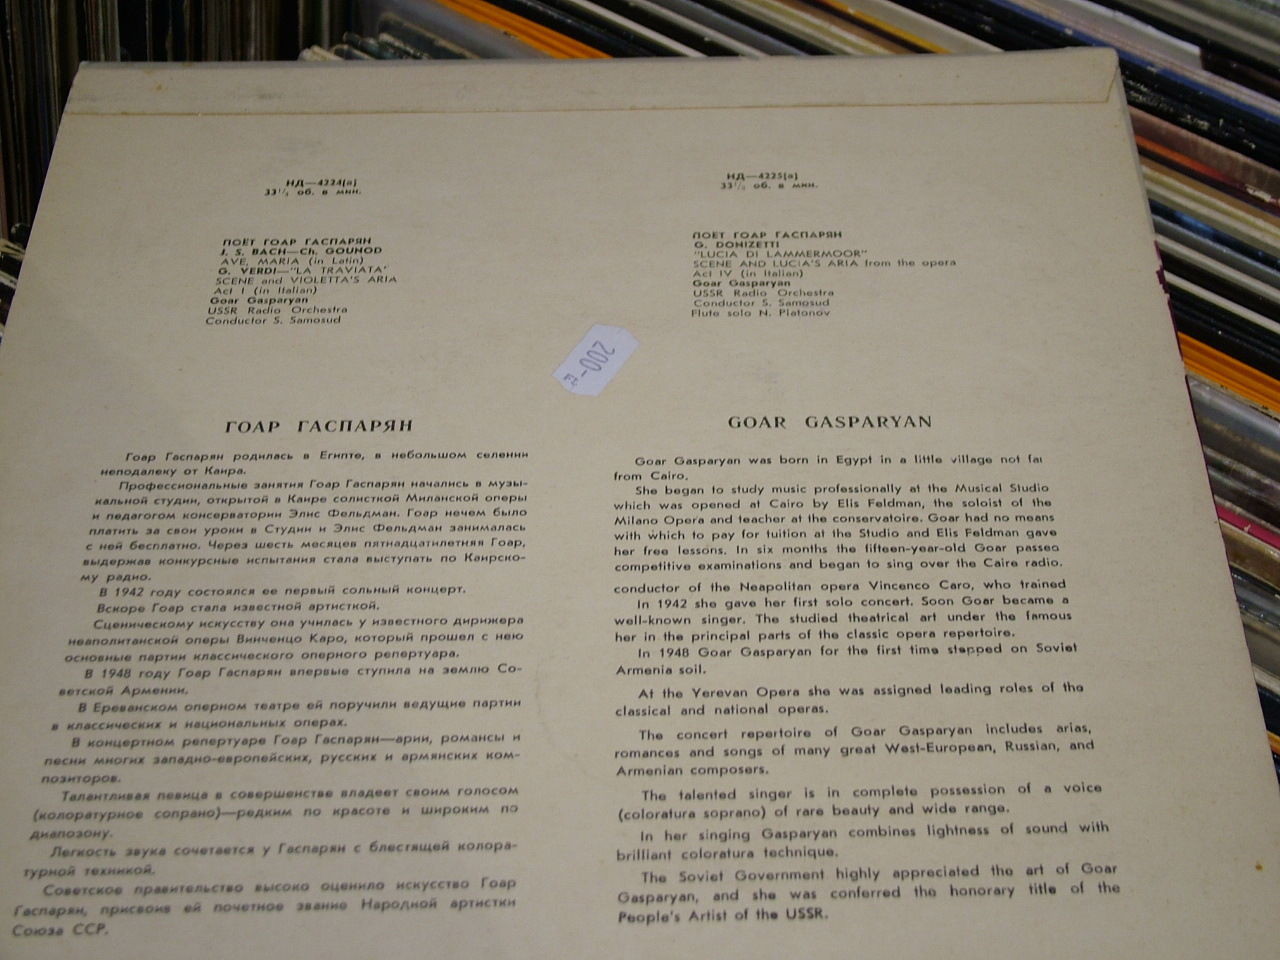 НД—4224(а)
33⅓ об. в мин.
ПОЁТ ГОАР ГАСПАРЯН
J. S. BACH—Ch. GOUNOD
AVE, MARIA (in Latin)
G. VERDI—"LA TRAVIATA"
SCENE and VIOLETTA'S ARIA
Act I (in Italian)
Goar Gasparyan
USSR Radio Orchestra
Conductor S. Samosud
НД—4225(а)
33⅓ об. в мин.
ПОЁТ ГОАР ГАСПАРЯН
G. DONIZETTI
"LUCIA DI LAMMERMOOR"
SCENE AND LUCIA'S ARIA from the opera
Act IV (in Italian)
Goar Gasparyan
USSR Radio Orchestra
Conductor S. Samosud
Flute solo N. Platonov
200-Ft
ГОАР ГАСПАРЯН
Гоар Гаспарян родилась в Египте, в небольшом селении
неподалеку от Каира.
Профессиональные занятия Гоар Гаспарян начались в музы-
кальной студии, открытой в Каире солисткой Миланской оперы
и педагогом консерватории Элис Фельдман. Гоар нечем было
платить за свои уроки в Студии и Элис Фельдман занималась
с ней бесплатно. Через шесть месяцев пятнадцатилетняя Гоар,
выдержав конкурсные испытания стала выступать по Каирско-
му радио.
В 1942 году состоялся ее первый сольный концерт.
Вскоре Гоар стала известной артисткой.
Сценическому искусству она училась у известного дирижера
неаполитанской оперы Винченцо Каро, который прошел с нею
основные партии классического оперного репертуара.
В 1948 году Гоар Гаспарян впервые ступила на землю Со-
ветской Армении.
В Ереванском оперном театре ей поручили ведущие партии
в классических и национальных операх.
В концертном репертуаре Гоар Гаспарян—арии, романсы и
песни многих западно-европейских, русских и армянских ком-
позиторов.
Талантливая певица в совершенстве владеет своим голосом
(колоратурное сопрано)—редким по красоте и широким по
диапозону.
Легкость звука сочетается у Гаспарян с блестящей колора-
турной техникой.
Советское правительство высоко оценило искусство Гоар
Гаспарян, присвоив ей почетное звание Народной артистки
Союза ССР.
GOAR GASPARYAN
Goar Gasparyan was born in Egypt in a little village not far
from Cairo.
She began to study music professionally at the Musical Studio
which was opened at Cairo by Elis Feldman, the soloist of the
Milano Opera and teacher at the conservatoire. Goar had no means
with which to pay for tuition at the Studio and Elis Feldman gave
her free lessons. In six months the fifteen-year-old Goar passed
competitive examinations and began to sing over the Caire radio.
conductor of the Neapolitan opera Vincenco Caro, who trained
In 1942 she gave her first solo concert. Soon Goar became a
well-known singer. The studied theatrical art under the famous
her in the principal parts of the classic opera repertoire.
In 1948 Goar Gasparyan for the first time stepped on Soviet
Armenia soil.
At the Yerevan Opera she was assigned leading roles of the
classical and national operas.
The concert repertoire of Goar Gasparyan includes arias,
romances and songs of many great West-European, Russian, and
Armenian composers.
The talented singer is in complete possession of a voice
(coloratura soprano) of rare beauty and wide range.
In her singing Gasparyan combines lightness of sound with
brilliant coloratura technique.
The Soviet Government highly appreciated the art of Goar
Gasparyan, and she was conferred the honorary title of the
People's Artist of the USSR.